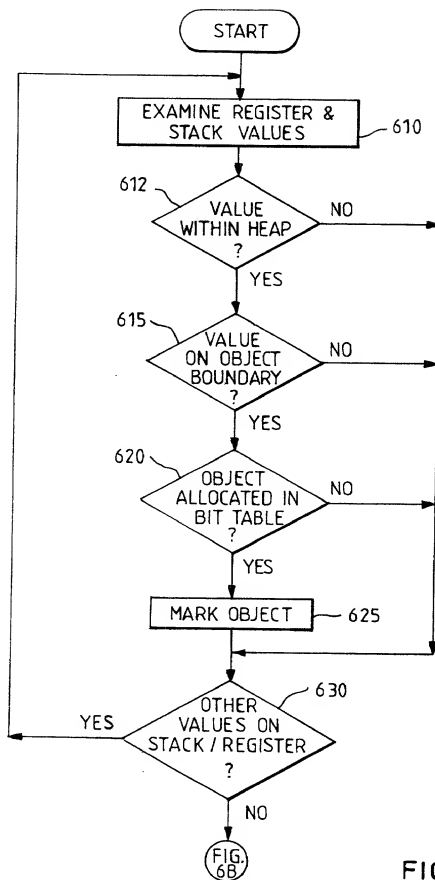 START
EXAMINE REGISTER &
STACK VALUES
610
612
VALUE
WITHIN HEAP
?
NO
YES
615
VALUE
ON OBJECT
BOUNDARY
?
NO
YES
620
OBJECT
ALLOCATED IN
BIT TABLE
?
NO
YES
MARK OBJECT
625
630
OTHER
VALUES ON
STACK / REGISTER
?
YES
NO
FIG.
6B
FIG